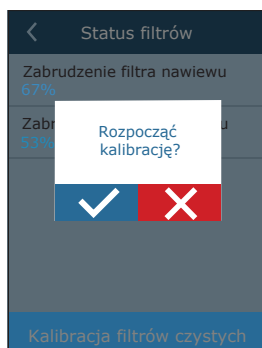 Status filtrów
Zabrudzenie filtra nawiewu
67%
Rozpocząć
kalibrację?
53%
Kalibracja filtrów czystych